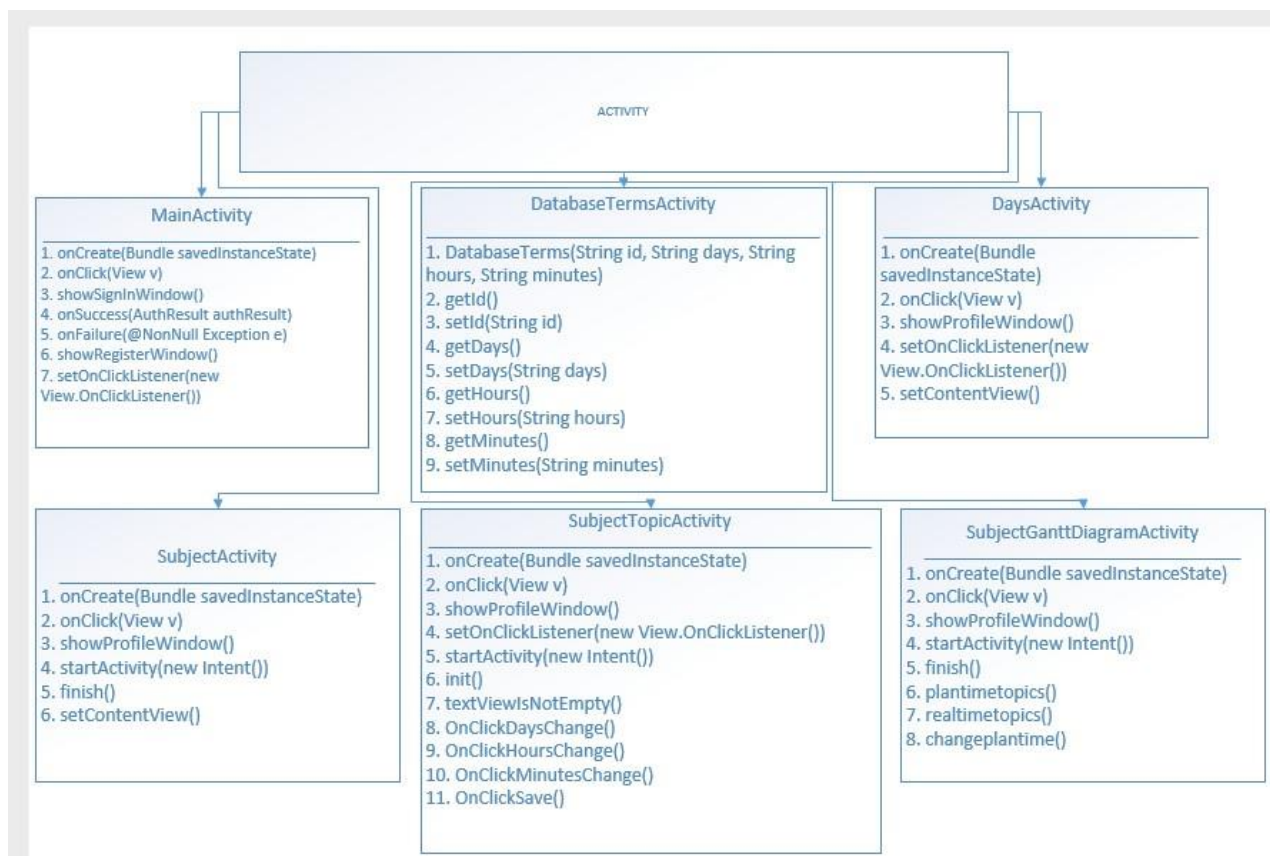 ACTIVITY
MainActivity
1. onCreate(Bundle savedInstanceState)
2. onClick(View v)
3. showSignInWindow()
4. onSuccess(AuthResult authResult)
5. onFailure(@NonNull Exception e)
6. showRegisterWindow()
7. setOnClickListener(new
View.OnClickListener())
DatabaseTermsActivity
1. DatabaseTerms(String id, String days, String
hours, String minutes)
2. getId()
3. setId(String id)
4. getDays()
5. setDays(String days)
6. getHours()
7. setHours(String hours)
8. getMinutes()
9. setMinutes(String minutes)
DaysActivity
1. onCreate(Bundle
savedInstanceState)
2. onClick(View v)
3. showProfileWindow()
4. setOnClickListener(new
View.OnClickListener())
5. setContentView()
SubjectActivity
1. onCreate(Bundle savedInstanceState)
2. onClick(View v)
3. showProfileWindow()
4. startActivity(new Intent())
5. finish()
6. setContentView()
SubjectTopicActivity
1. onCreate(Bundle savedInstanceState)
2. onClick(View v)
3. showProfileWindow()
4. setOnClickListener(new View.OnClickListener())
5. startActivity(new Intent())
6. init()
7. textViewIsNotEmpty()
8. OnClickDaysChange()
9. OnClickHoursChange()
10. OnClickMinutesChange()
11. OnClickSave()
SubjectGanttDiagramActivity
1. onCreate(Bundle savedInstanceState)
2. onClick(View v)
3. showProfileWindow()
4. startActivity(new Intent())
5. finish()
6. plantimetopics()
7. realtimetopics()
8. changeplantime()